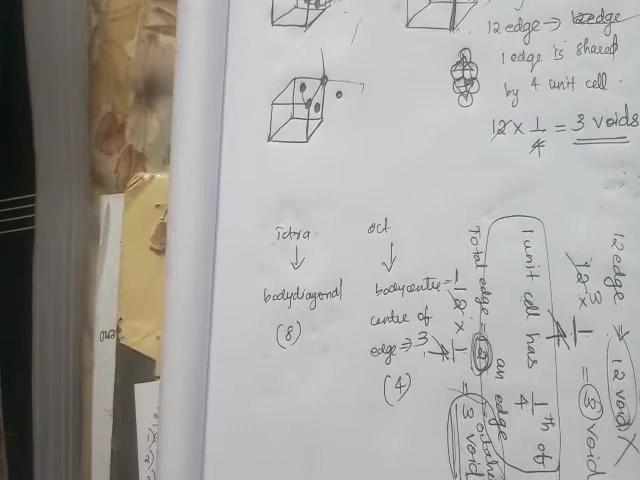 12 edge → 12 edge
1 edge is shared
by 4 unit cell.
12 × 1/4 = 3 voids
tetra
↓
bodydiagonal
(8)
oct
↓
bodycentre = 1
centre of
edge ⇒ 3
(4)
12 edge ⇒ 12 void X
12 × 1/4 = 3 void
1 unit cell has 1/4 th of
an edge
Total edge = 12
12 × 1/4 = 3 void